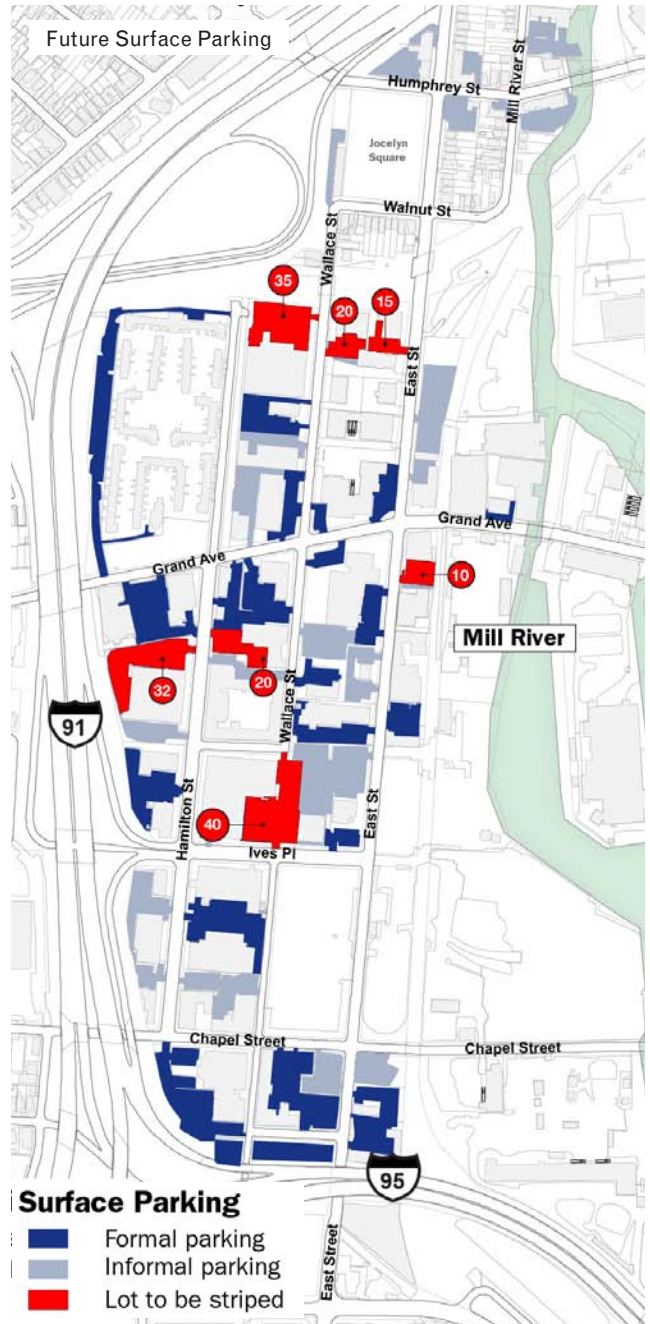 Future Surface Parking
Humphrey St
Mill River St
Jocelyn
Square
Walnut St
Wallace St
35
20
15
East St
Grand Ave
Grand Ave
10
Mill River
32
20
Wallace St
91
Hamilton St
40
East St
Ives Pl
Chapel Street
Chapel Street
95
Surface Parking
Formal parking
Informal parking
Lot to be striped
East Street